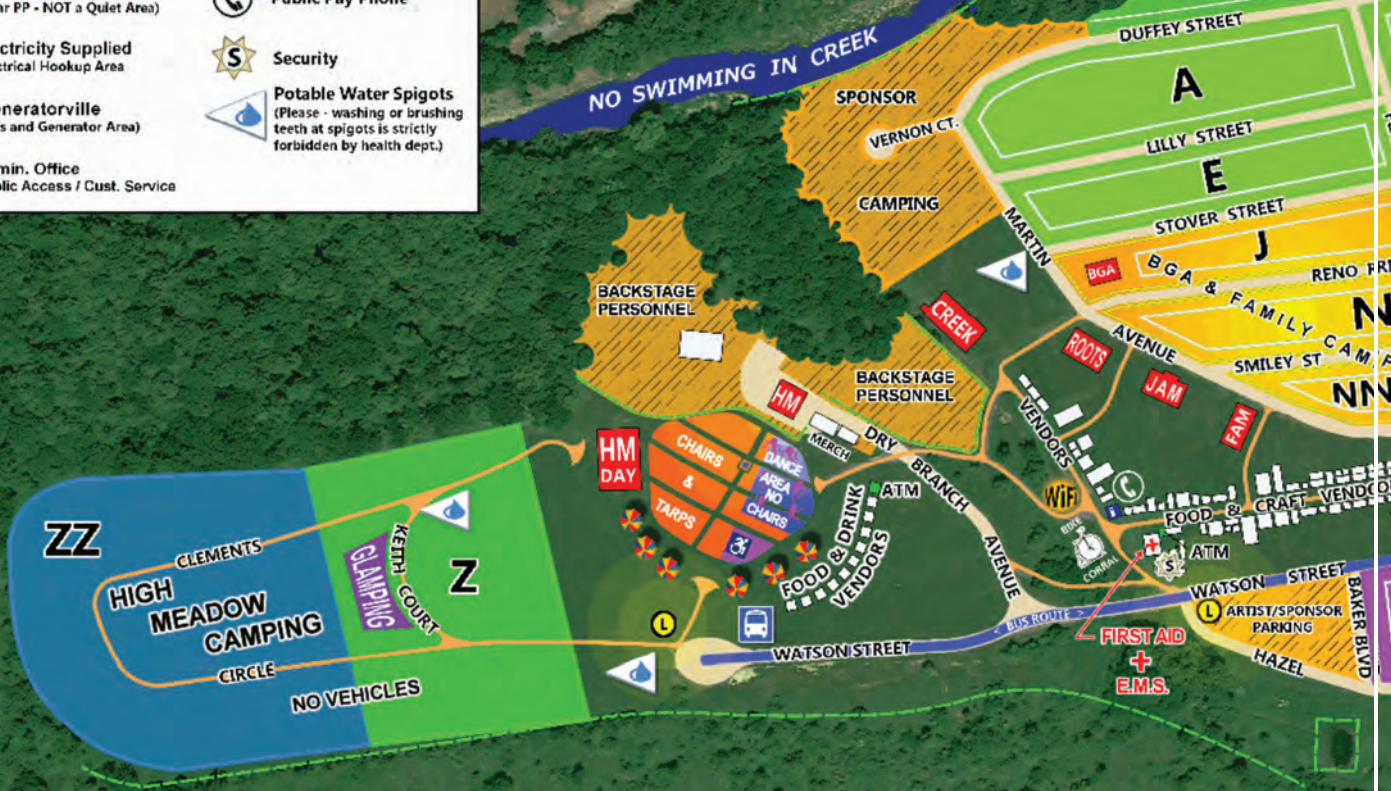 ar PP - NOT a Quiet Area)
Public Pay Phone
ctricity Supplied
ctrical Hookup Area
S
Security
neratorville
s and Generator Area)
Potable Water Spigots
(Please - washing or brushing
teeth at spigots is strictly
forbidden by health dept.)
min. Office
lic Access / Cust. Service
NO SWIMMING IN CREEK
DUFFEY STREET
A
SPONSOR
VERNON CT.
LILLY STREET
E
CAMPING
MARTIN
AVENUE
STOVER STREET
J
BGA
BGA & FAMILY CAM
RENO FRE
N
SMILEY ST
NN
BACKSTAGE
PERSONNEL
CREEK
ROOTS
JAM
FAM
BACKSTAGE
PERSONNEL
HM
MERCH
DRY BRANCH
AVENUE
VENDORS
HM
DAY
CHAIRS
&
TARPS
DANCE
AREA NO
CHAIRS
WiFi
BIKE
CORRAL
i
FOOD & CRAFT VENDO
ATM
FOOD & DRINK
VENDORS
S
ATM
ZZ
CLEMENTS
HIGH
MEADOW
CAMPING
CIRCLE
GLAMPING
KEITH COURT
Z
NO VEHICLES
L
WATSON STREET
< BUS ROUTE >
WATSON STREET
L
ARTIST/SPONSOR
PARKING
BAKER BLVD
HAZEL
FIRST AID
+
E.M.S.